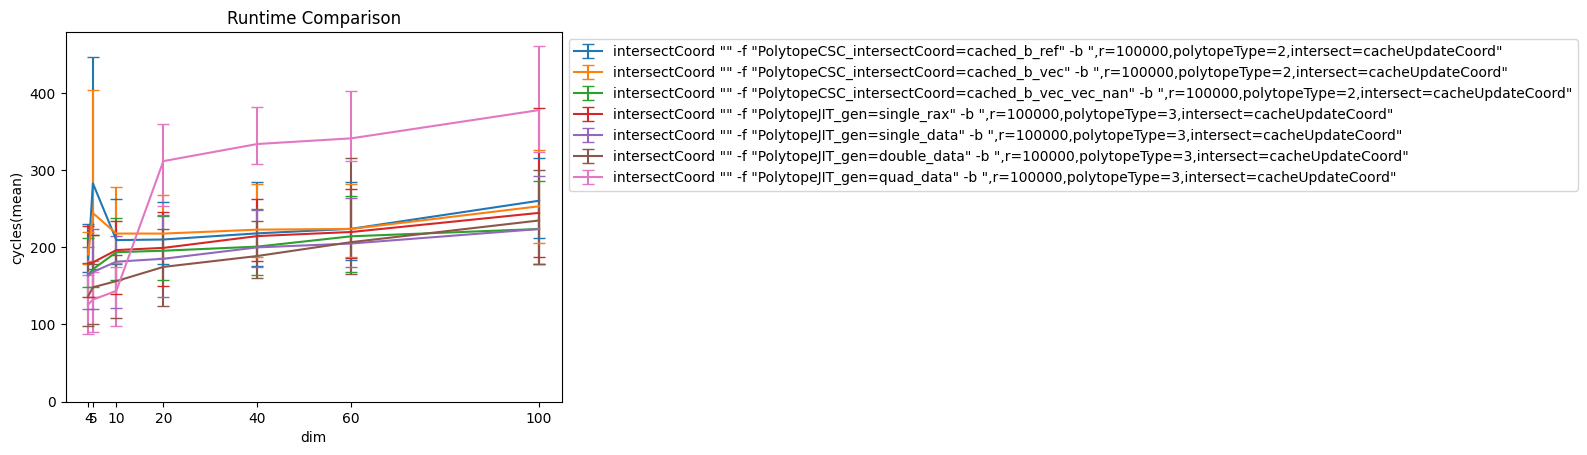 Runtime Comparison
cycles(mean)
400
300
200
100
0
4 5 10 20 40 60 100
dim
intersectCoord "" -f "PolytopeCSC_intersectCoord=cached_b_ref" -b ",r=100000,polytopeType=2,intersect=cacheUpdateCoord"
intersectCoord "" -f "PolytopeCSC_intersectCoord=cached_b_vec" -b ",r=100000,polytopeType=2,intersect=cacheUpdateCoord"
intersectCoord "" -f "PolytopeCSC_intersectCoord=cached_b_vec_vec_nan" -b ",r=100000,polytopeType=2,intersect=cacheUpdateCoord"
intersectCoord "" -f "PolytopeJIT_gen=single_rax" -b ",r=100000,polytopeType=3,intersect=cacheUpdateCoord"
intersectCoord "" -f "PolytopeJIT_gen=single_data" -b ",r=100000,polytopeType=3,intersect=cacheUpdateCoord"
intersectCoord "" -f "PolytopeJIT_gen=double_data" -b ",r=100000,polytopeType=3,intersect=cacheUpdateCoord"
intersectCoord "" -f "PolytopeJIT_gen=quad_data" -b ",r=100000,polytopeType=3,intersect=cacheUpdateCoord"